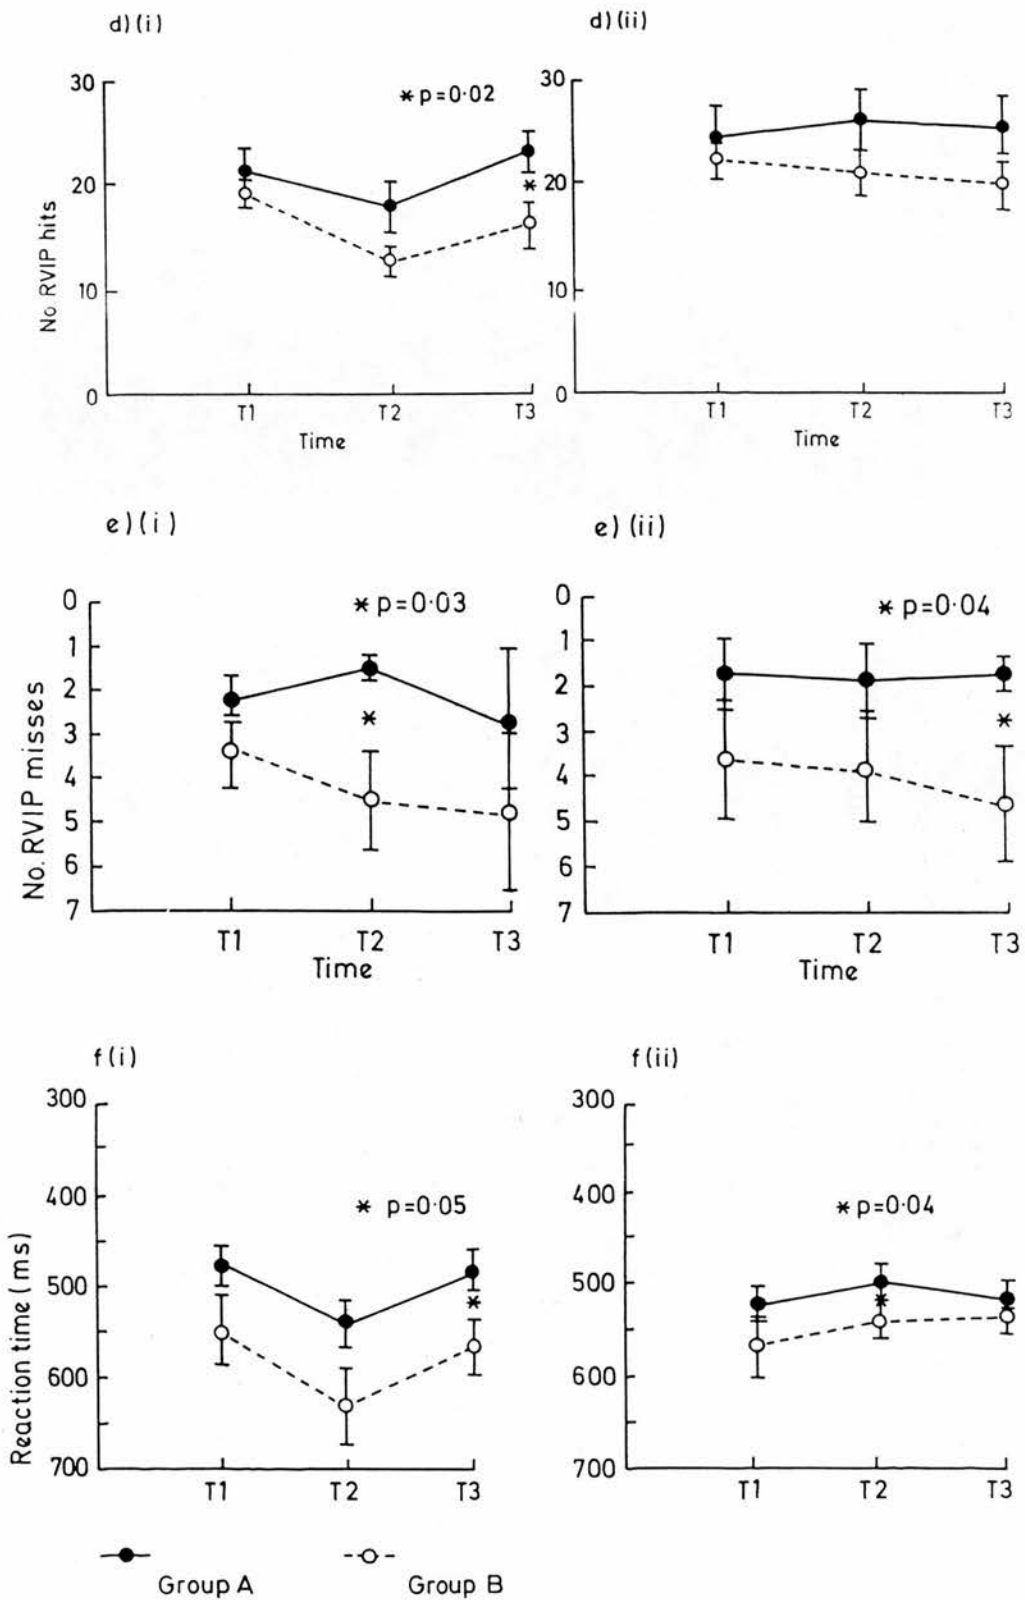 d) (i)
* p=0·02
30
20
10
0
No. RVIP hits
*
T1 T2 T3
Time
d) (ii)
30
20
10
0
T1 T2 T3
Time
e) (i)
* p=0·03
0
1
2
3
4
5
6
7
No. RVIP misses
*
T1 T2 T3
Time
e) (ii)
* p=0·04
0
1
2
3
4
5
6
7
*
T1 T2 T3
Time
f (i)
300
400
500
600
700
Reaction time (ms)
* p=0·05
*
T1 T2 T3
f (ii)
300
400
500
600
700
* p=0·04
*
T1 T2 T3
Group A
Group B